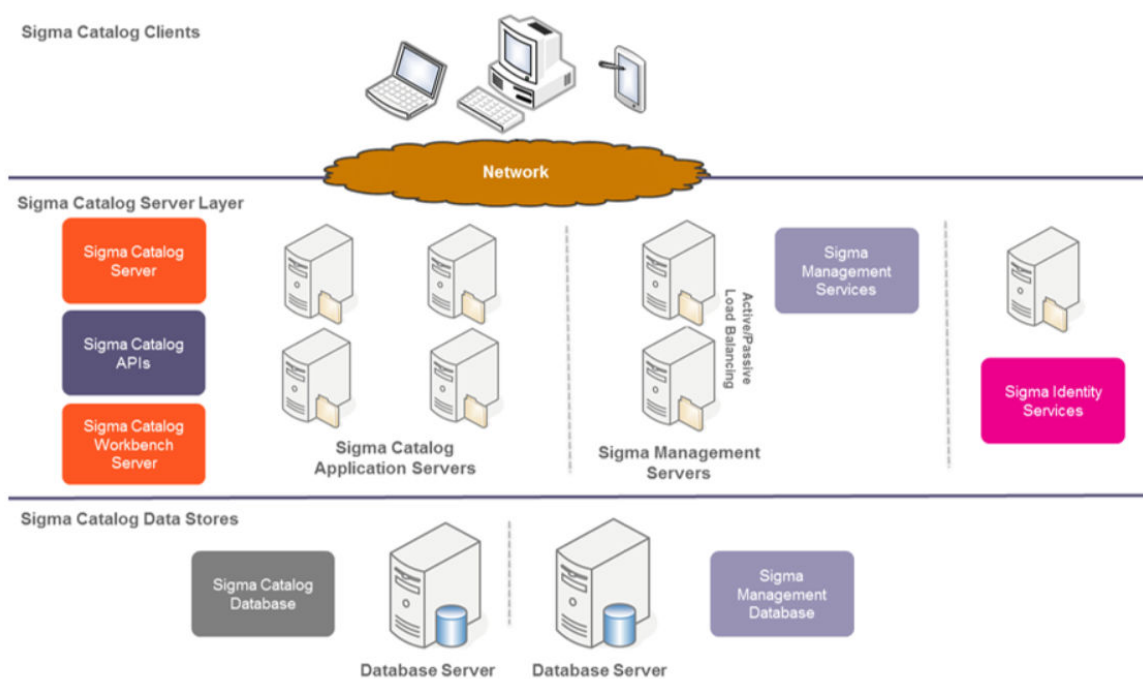 Sigma Catalog Clients
Network
Sigma Catalog Server Layer
Sigma Catalog
Server
Sigma Catalog
APIs
Sigma Catalog
Workbench
Server
Sigma Catalog
Application Servers
Active/Passive
Load Balancing
Sigma Management
Servers
Sigma
Management
Services
Sigma Identity
Services
Sigma Catalog Data Stores
Sigma Catalog
Database
Database Server
Database Server
Sigma
Management
Database